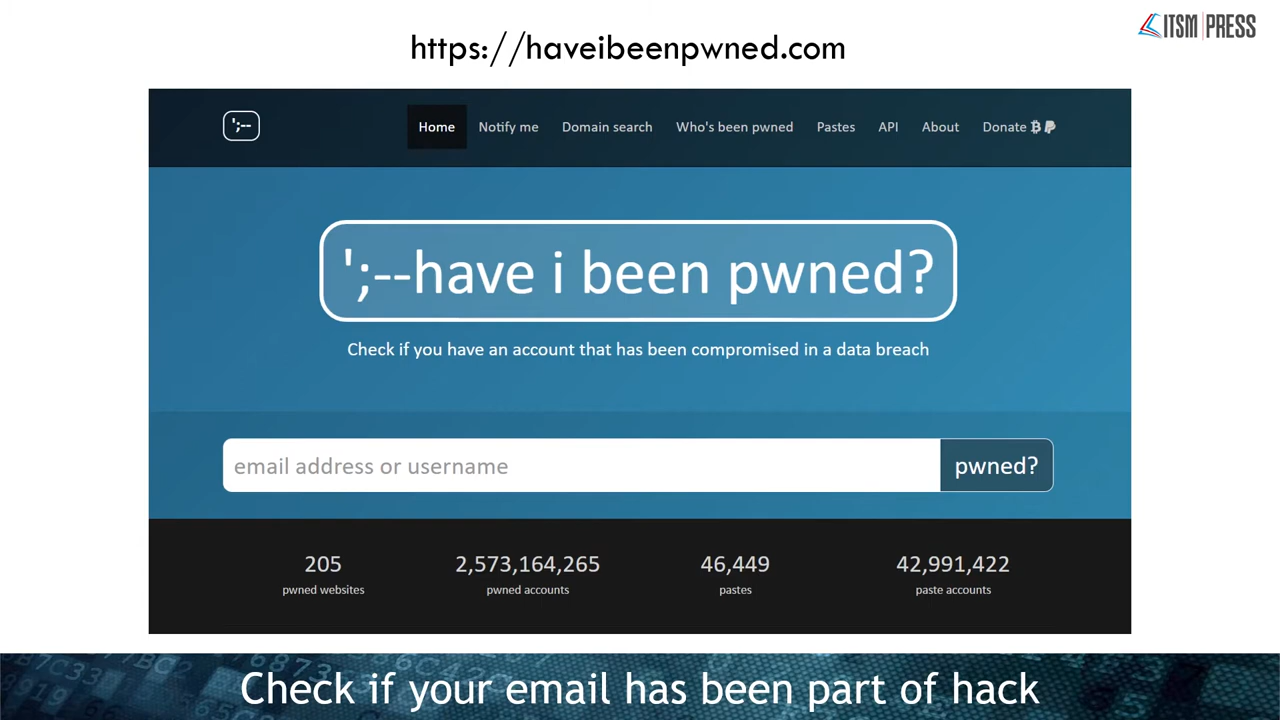 ITSM PRESS
https://haveibeenpwned.com
';--
Home Notify me Domain search Who's been pwned Pastes API About Donate
';--have i been pwned?
Check if you have an account that has been compromised in a data breach
email address or username pwned?
205 2,573,164,265 46,449 42,991,422
pwned websites pwned accounts pastes paste accounts
Check if your email has been part of hack